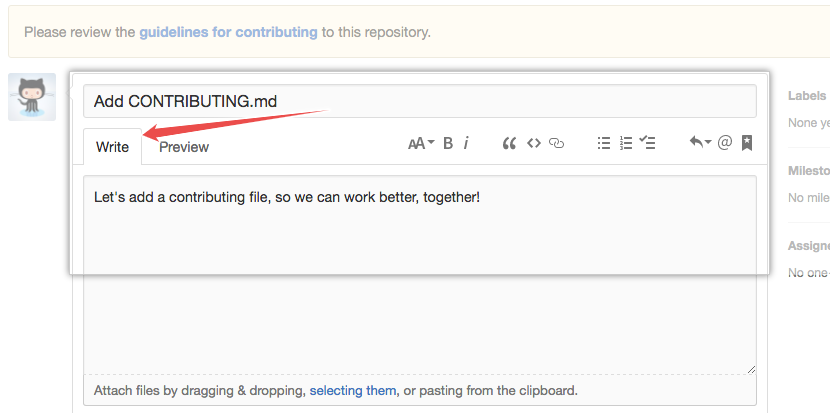 Please review the guidelines for contributing to this repository.
Add CONTRIBUTING.md
Labels
None ye
Write Preview AA B i
Milesto
No mile
Let's add a contributing file, so we can work better, together!
Assigne
No one-
Attach files by dragging & dropping, selecting them, or pasting from the clipboard.